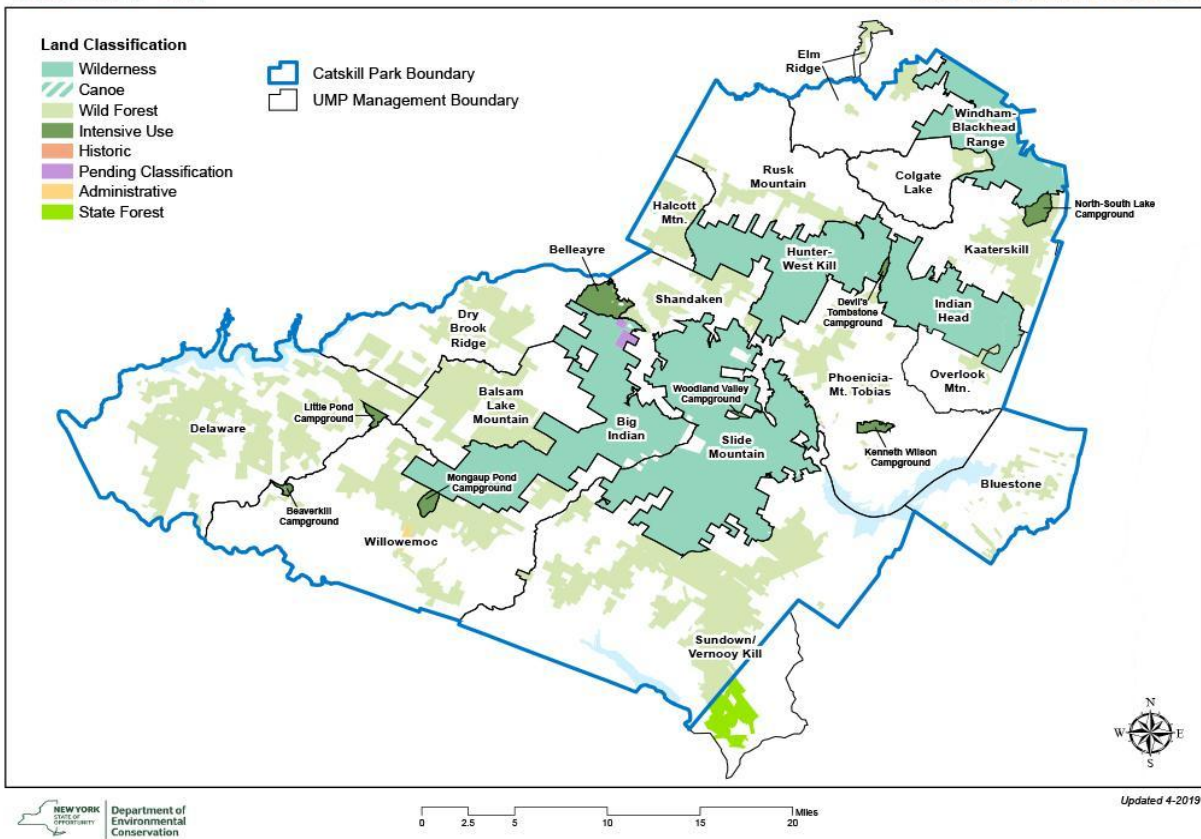 Land Classification
Wilderness
Canoe
Wild Forest
Intensive Use
Historic
Pending Classification
Administrative
State Forest
Catskill Park Boundary
UMP Management Boundary
Elm
Ridge
Windham-
Blackhead
Range
Rusk
Mountain
Colgate
Lake
North-South Lake
Campground
Halcott
Mtn.
Kaaterskill
Belleayre
Hunter-
West Kill
Shandaken
Devil's
Tombstone
Campground
Indian
Head
Dry
Brook
Ridge
Phoenicia-
Mt. Tobias
Overlook
Mtn.
Woodland Valley
Campground
Balsam
Lake
Mountain
Little Pond
Campground
Delaware
Big
Indian
Slide
Mountain
Kenneth Wilson
Campground
Mongaup Pond
Campground
Bluestone
Beaverkill
Campground
Willowemoc
Sundown/
Vernooy Kill
N
W E
S
NEW YORK
STATE OF
OPPORTUNITY
Department of
Environmental
Conservation
Miles
0 2.5 5 10 15 20
Updated 4-2019